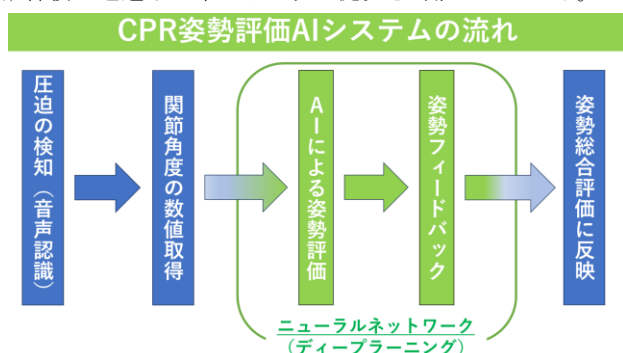 CPR姿勢評価AIシステムの流れ
圧迫の検知（音声認識）
関節角度の数値取得
AIによる姿勢評価
姿勢フィードバック
姿勢総合評価に反映
ニューラルネットワーク
（ディープラーニング）